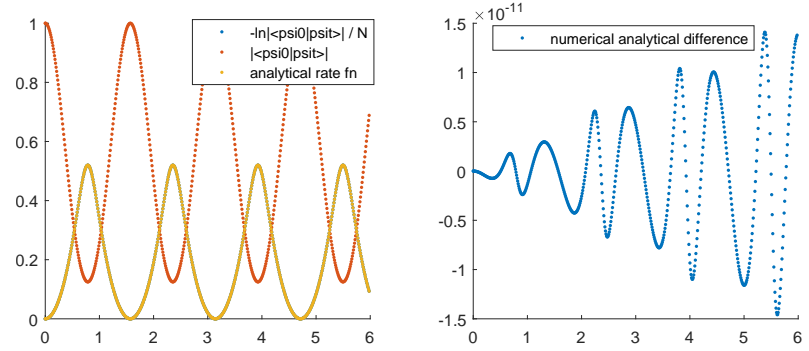 1
0.8
0.6
0.4
0.2
0
0 1 2 3 4 5 6
-ln|<psi0|psit>| / N
|<psi0|psit>|
analytical rate fn
×10⁻¹¹
1.5
1
0.5
0
-0.5
-1
-1.5
0 1 2 3 4 5 6
numerical analytical difference